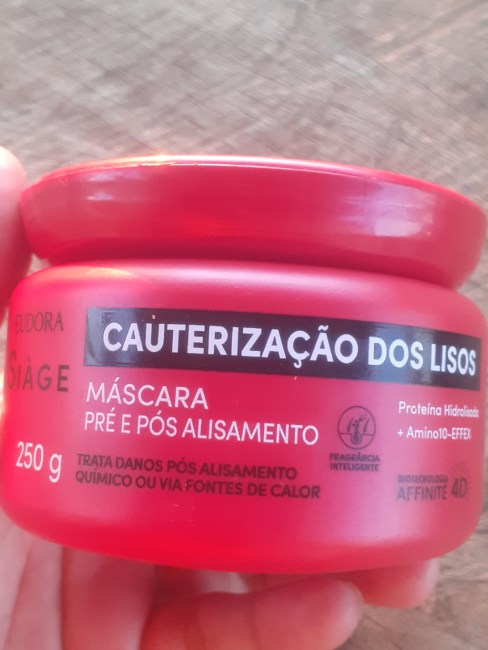 EUDORA
SIÀGE
CAUTERIZAÇÃO DOS LISOS
MÁSCARA
PRÉ E PÓS ALISAMENTO
250 g
TRATA DANOS PÓS ALISAMENTO
QUÍMICO OU VIA FONTES DE CALOR
FRAGRÂNCIA
INTELIGENTE
Proteína Hidrolisada
+ Amino10-EFFEX
BIOTECNOLOGIA
AFFINITÉ 4D